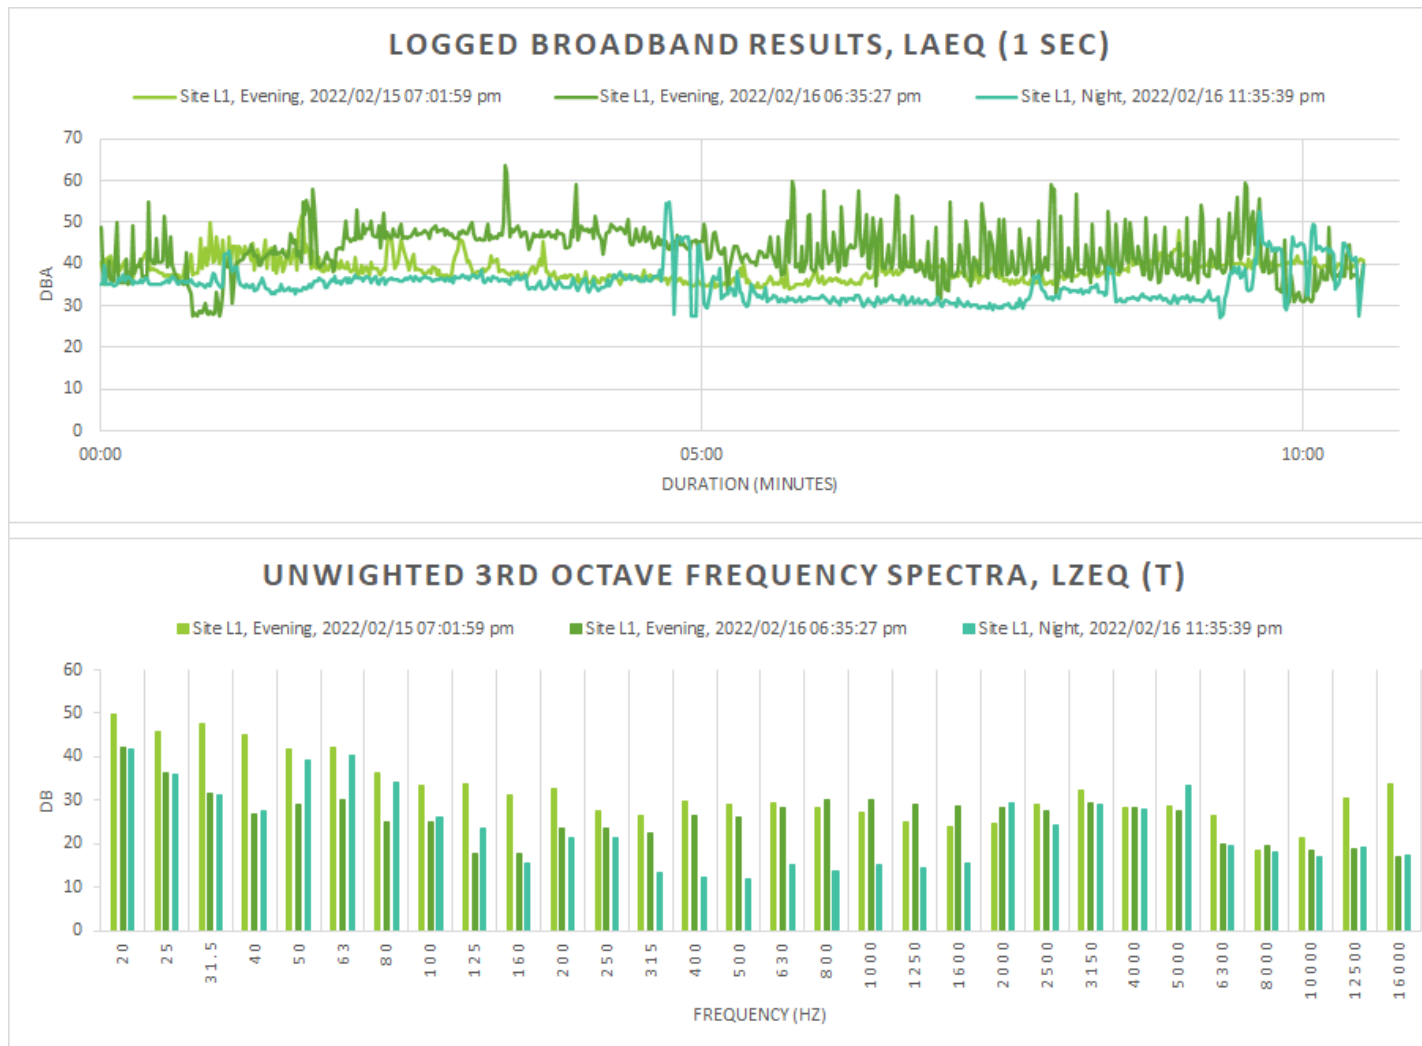 LOGGED BROADBAND RESULTS, LAEQ (1 SEC)
Site L1, Evening, 2022/02/15 07:01:59 pm Site L1, Evening, 2022/02/16 06:35:27 pm Site L1, Night, 2022/02/16 11:35:39 pm
70
60
50
40
30
20
10
0
DBA
00:00 05:00 10:00
DURATION (MINUTES)
UNWIGHTED 3RD OCTAVE FREQUENCY SPECTRA, LZEQ (T)
Site L1, Evening, 2022/02/15 07:01:59 pm Site L1, Evening, 2022/02/16 06:35:27 pm Site L1, Night, 2022/02/16 11:35:39 pm
60
50
40
30
20
10
0
DB
20 25 31.5 40 50 63 80 100 125 160 200 250 315 400 500 630 800 1000 1250 1600 2000 2500 3150 4000 5000 6300 8000 10000 12500 16000
FREQUENCY (HZ)